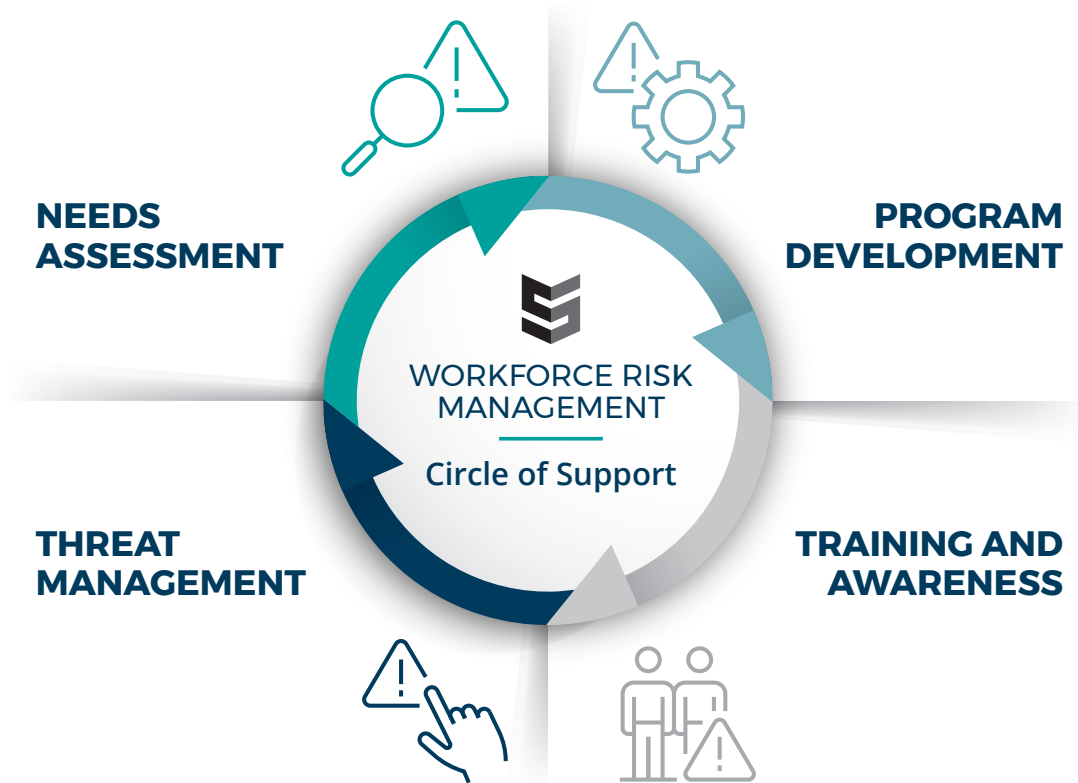 NEEDS
ASSESSMENT
PROGRAM
DEVELOPMENT
WORKFORCE RISK
MANAGEMENT
Circle of Support
THREAT
MANAGEMENT
TRAINING AND
AWARENESS